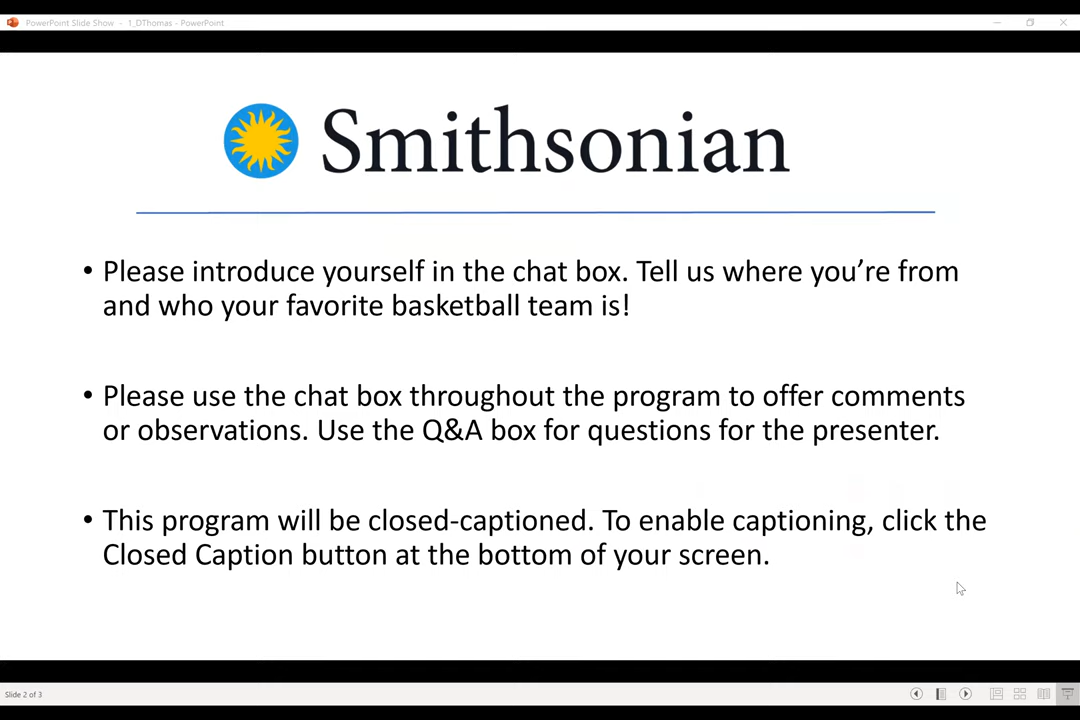 PowerPoint Slide Show - 1_DThomas - PowerPoint
Smithsonian
• Please introduce yourself in the chat box. Tell us where you’re from
and who your favorite basketball team is!
• Please use the chat box throughout the program to offer comments
or observations. Use the Q&A box for questions for the presenter.
• This program will be closed-captioned. To enable captioning, click the
Closed Caption button at the bottom of your screen.
Slide 2 of 3